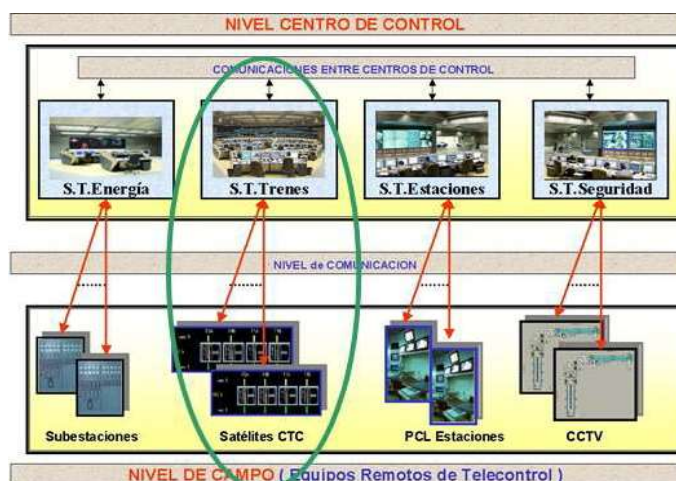 NIVEL CENTRO DE CONTROL
COMUNICACIONES ENTRE CENTROS DE CONTROL
S.T.Energía S.T.Trenes S.T.Estaciones S.T.Seguridad
NIVEL de COMUNICACION
Subestaciones Satélites CTC PCL Estaciones CCTV
NIVEL DE CAMPO ( Equipos Remotos de Telecontrol )